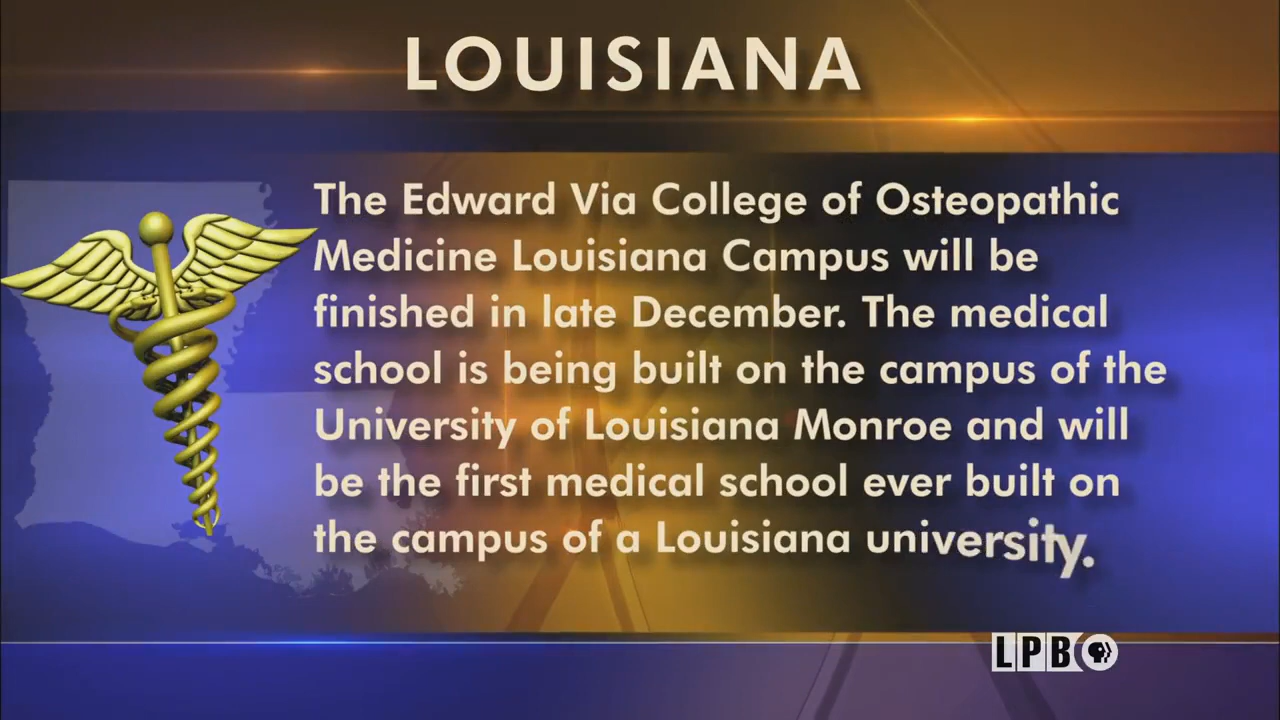 LOUISIANA
The Edward Via College of Osteopathic
Medicine Louisiana Campus will be
finished in late December. The medical
school is being built on the campus of the
University of Louisiana Monroe and will
be the first medical school ever built on
the campus of a Louisiana university.
LPB